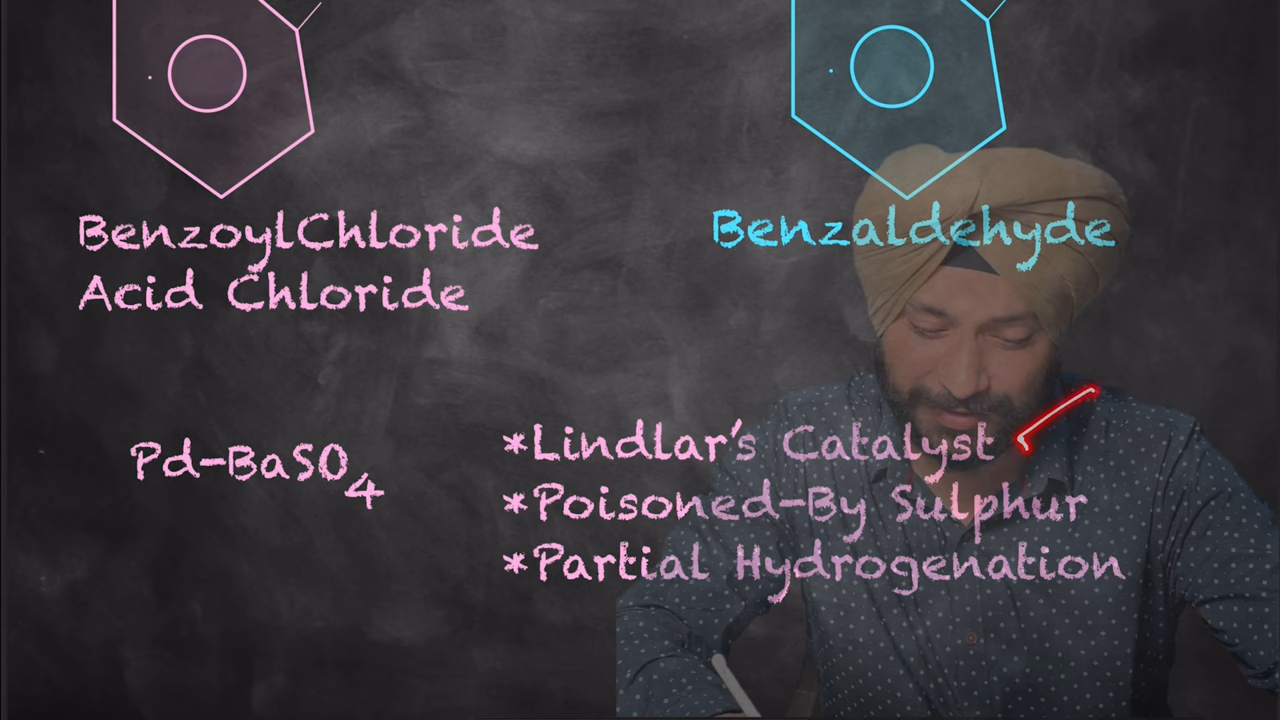 BenzoylChloride
Acid Chloride
Benzaldehyde
Pd-BaSO₄
*Lindlar's Catalyst
*Poisoned-By Sulphur
*Partial Hydrogenation